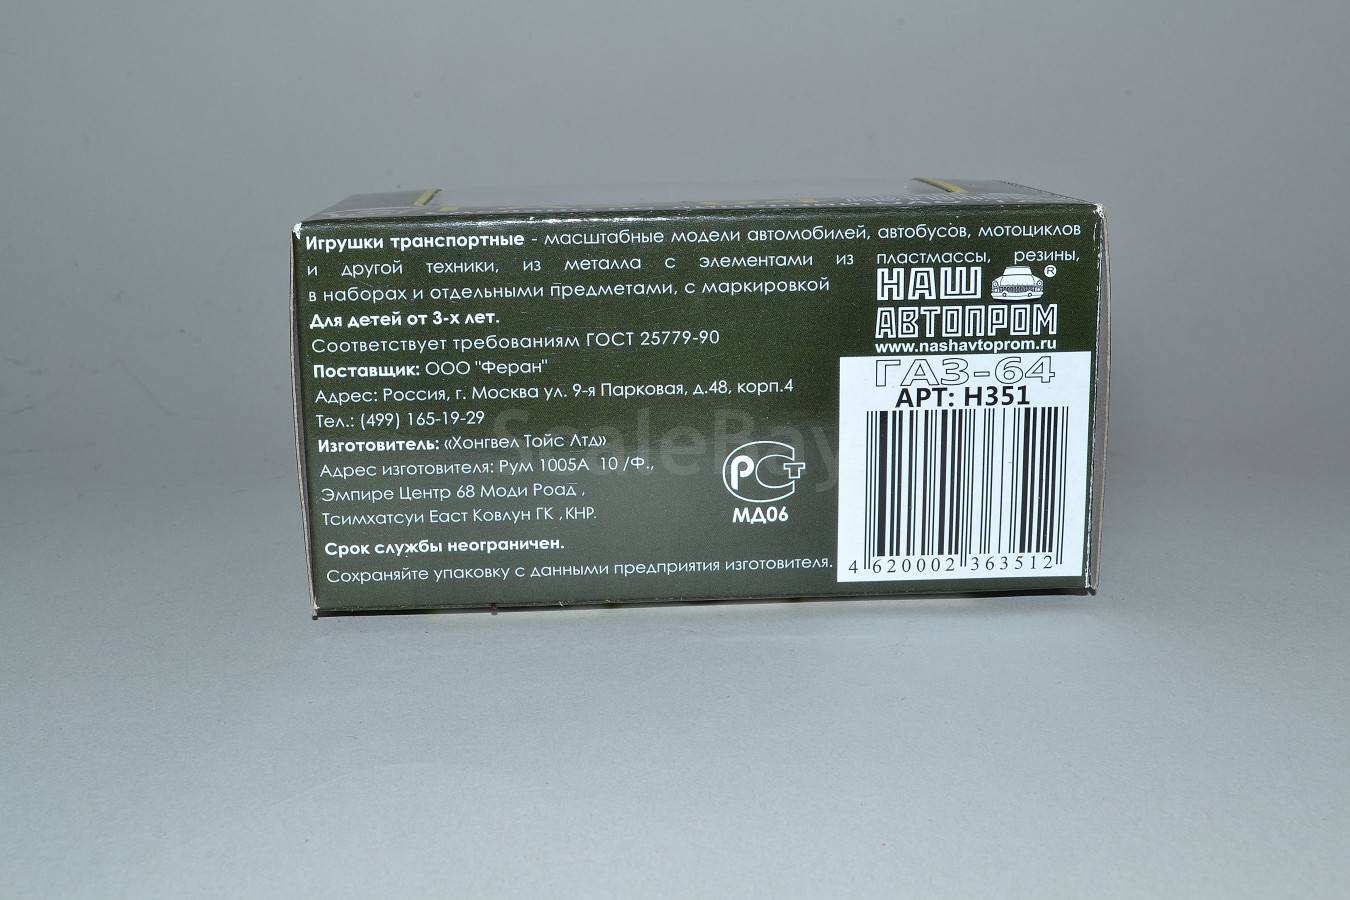 Игрушки транспортные - масштабные модели автомобилей, автобусов, мотоциклов
и другой техники, из металла с элементами из пластмассы, резины,
в наборах и отдельными предметами, с маркировкой
НАШ ®
АВТОПРОМ
www.nashavtoprom.ru
Для детей от 3-х лет.
Соответствует требованиям ГОСТ 25779-90
Поставщик: ООО "Феран"
Адрес: Россия, г. Москва ул. 9-я Парковая, д.48, корп.4
Тел.: (499) 165-19-29
Изготовитель: «Хонгвел Тойс Лтд»
Адрес изготовителя: Рум 1005А 10 /Ф.,
Эмпире Центр 68 Моди Роад ,
Тсимхатсуи Еаст Ковлун ГК ,КНР.
Срок службы неограничен.
Сохраняйте упаковку с данными предприятия изготовителя.
РСТ
МД06
ГАЗ-64
АРТ: Н351
4 620002 363512
ScaleBay